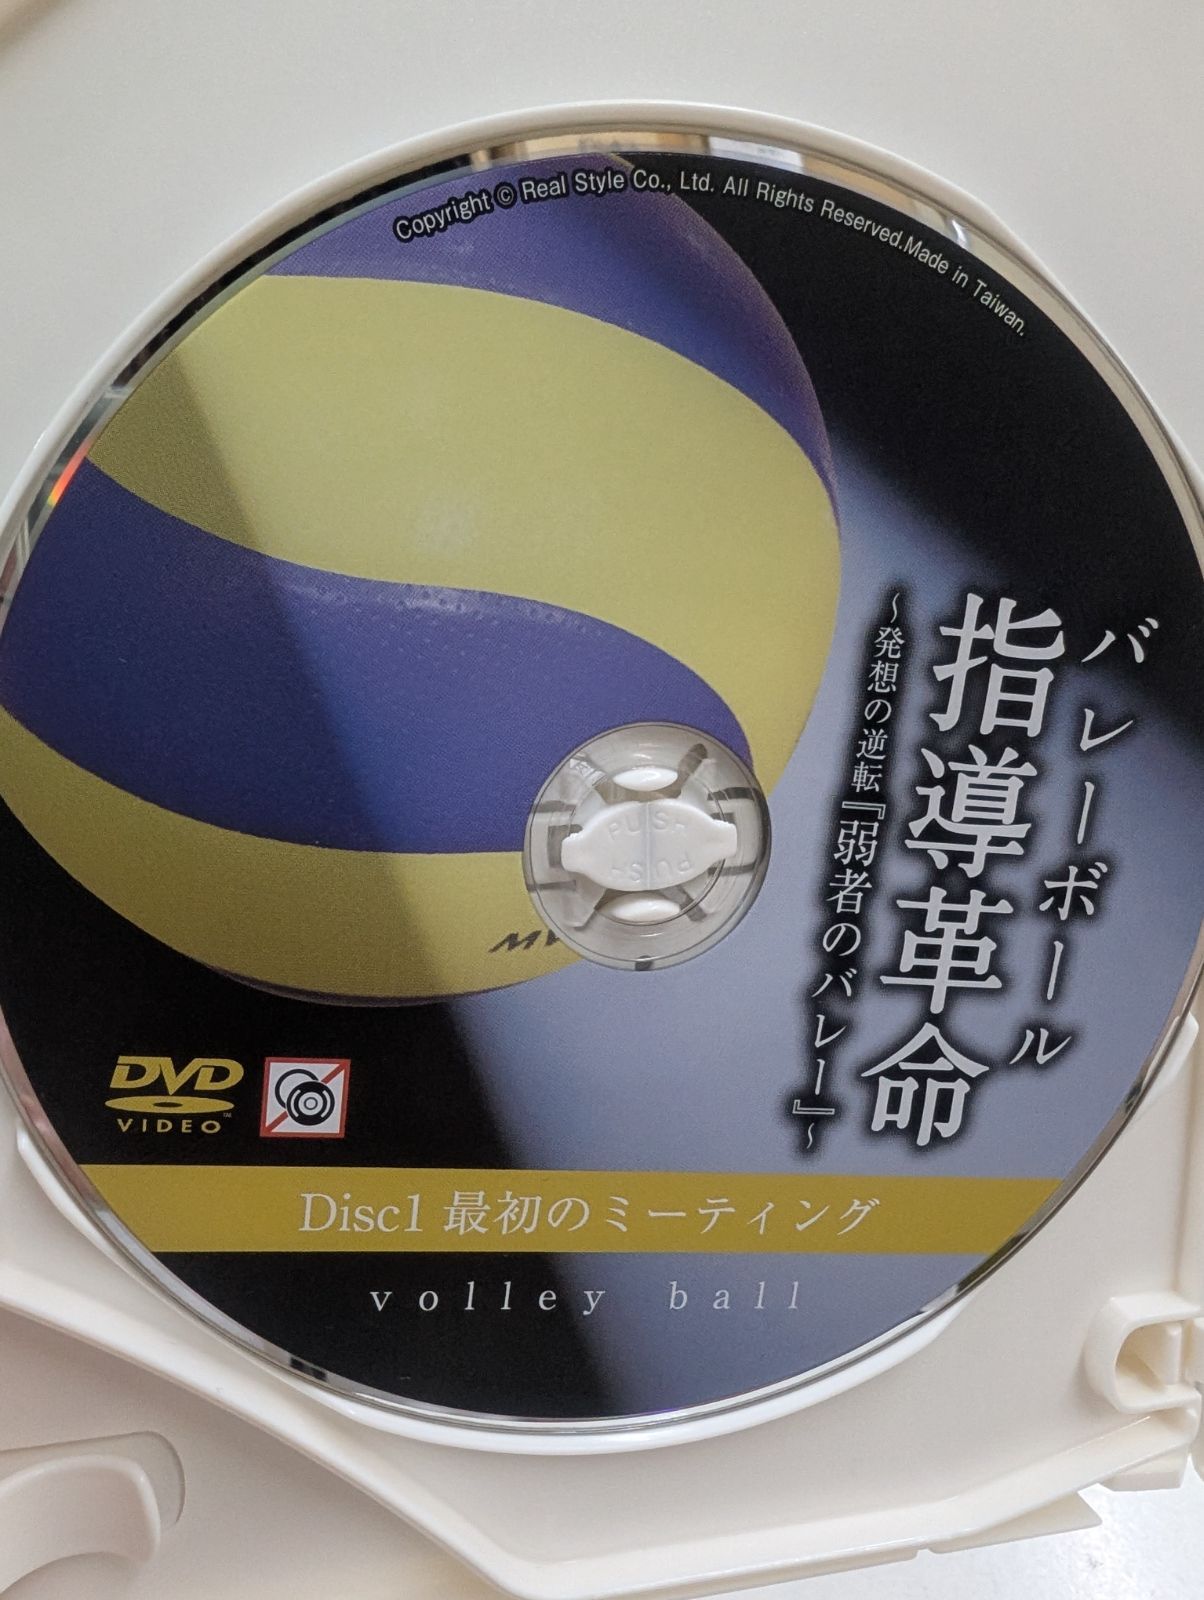 Copyright © Real Style Co., Ltd. All Rights Reserved.Made in Taiwan.
バレーボール
指導革命
～発想の逆転『弱者のバレー』～
PUSH
PUSH
DVD
VIDEO
TM
Disc1 最初のミーティング
volley ball